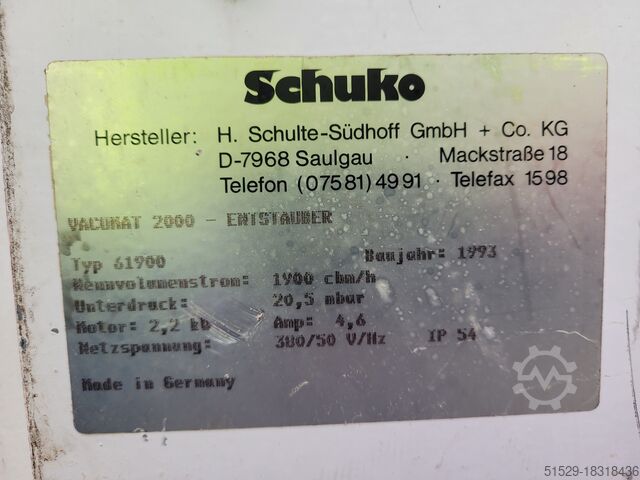 Schuko
Hersteller: H. Schulte-Südhoff GmbH + Co. KG
D-7968 Saulgau · Mackstraße 18
Telefon (07581) 4991 · Telefax 1598
VACUMAT 2000 - ENTSTAUBER
Typ 61900 Baujahr: 1993
Nennvolumenstrom: 1900 cbm/h
Unterdruck: 20,5 mbar
Motor: 2,2 kW Amp: 4,6
Netzspannung: 380/50 V/Hz IP 54
Made in Germany
51529-18318436